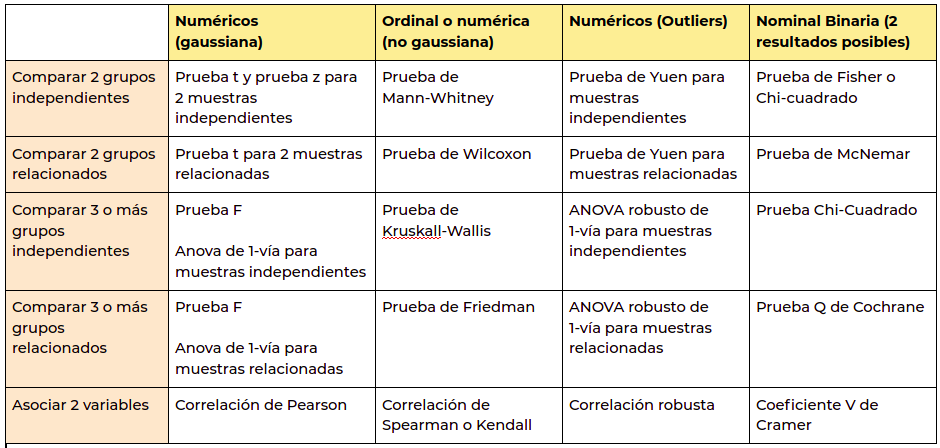 Numéricos
(gaussiana)
Ordinal o numérica
(no gaussiana)
Numéricos (Outliers)
Nominal Binaria (2
resultados posibles)
Comparar 2 grupos
independientes
Prueba t y prueba z para
2 muestras
independientes
Prueba de
Mann-Whitney
Prueba de Yuen para
muestras
independientes
Prueba de Fisher o
Chi-cuadrado
Comparar 2 grupos
relacionados
Prueba t para 2 muestras
relacionadas
Prueba de Wilcoxon
Prueba de Yuen para
muestras relacionadas
Prueba de McNemar
Comparar 3 o más
grupos
independientes
Prueba F
Anova de 1-vía para
muestras independientes
Prueba de
Kruskall-Wallis
ANOVA robusto de
1-vía para muestras
independientes
Prueba Chi-Cuadrado
Comparar 3 o más
grupos
relacionados
Prueba F
Anova de 1-vía para
muestras relacionadas
Prueba de Friedman
ANOVA robusto de
1-vía para muestras
relacionadas
Prueba Q de Cochrane
Asociar 2 variables
Correlación de Pearson
Correlación de
Spearman o Kendall
Correlación robusta
Coeficiente V de
Cramer